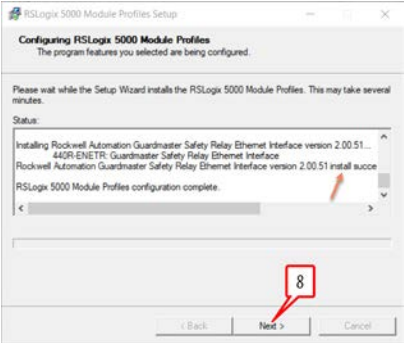 RSLogix 5000 Module Profiles Setup
Configuring RSLogix 5000 Module Profiles
The program features you selected are being configured.
Please wait while the Setup Wizard installs the RSLogix 5000 Module Profiles. This may take several
minutes.
Status:
Installing Rockwell Automation Guardmaster Safety Relay Ethernet Interface version 2.00.51...
440R-ENETR: Guardmaster Safety Relay Ethernet Interface
Rockwell Automation Guardmaster Safety Relay Ethernet Interface version 2.00.51 install succe
RSLogix 5000 Module Profiles configuration complete.
8
< Back
Next >
Cancel